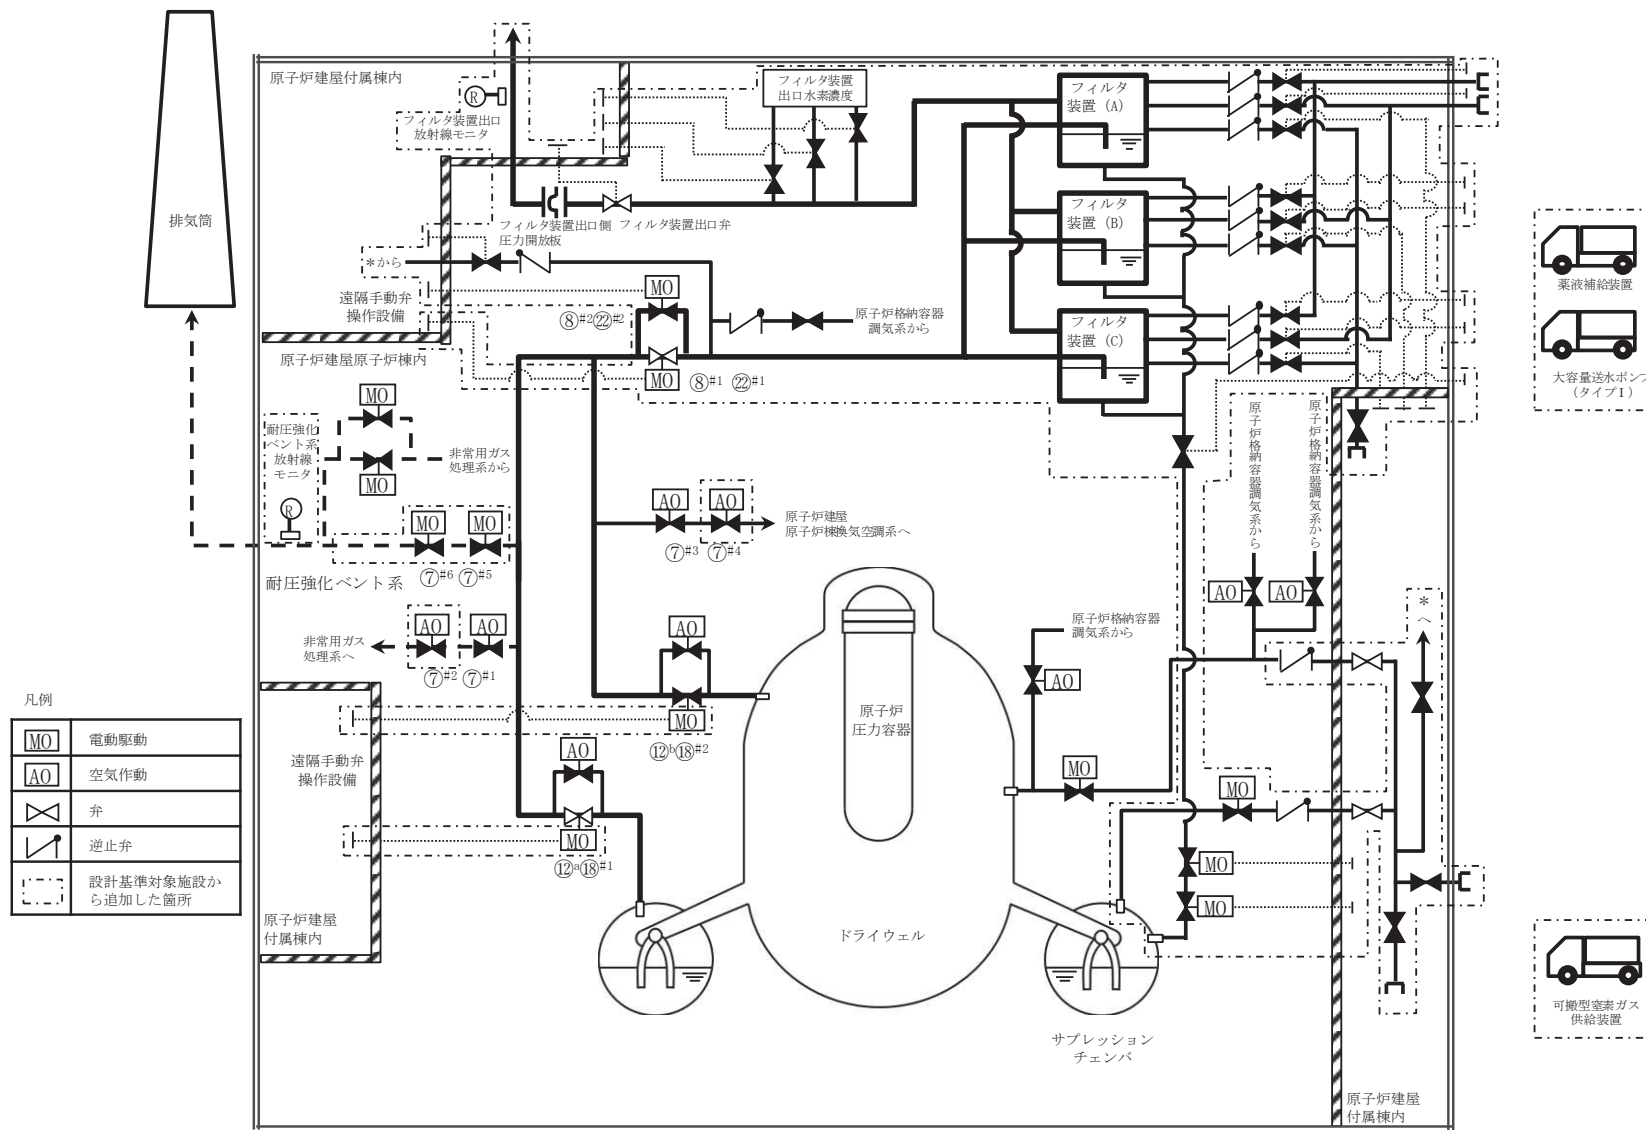 原子炉建屋付属棟内
フィルタ装置
出口水素濃度
フィルタ
装置（A）
R
フィルタ装置出口
放射線モニタ
排気筒
フィルタ
装置（B）
フィルタ装置出口側
圧力開放板
フィルタ装置出口弁
＊から
薬液補給装置
遠隔手動弁
操作設備
MO
⑧#2㉒#2
原子炉格納容器
調気系から
フィルタ
装置（C）
原子炉建屋原子炉棟内
MO
⑧#1 ㉒#1
大容量送水ポンプ
（タイプⅠ）
MO
耐圧強化
ベント系
放射線
モニタ
R
非常用ガス
処理系から
MO
原子炉格納容器調気系から
原子炉格納容器調気系から
AO
AO
MO
MO
原子炉建屋
原子炉棟換気空調系へ
⑦#3 ⑦#4
⑦#6 ⑦#5
耐圧強化ベント系
AO
AO
＊へ
AO
AO
AO
原子炉格納容器
調気系から
非常用ガス
処理系へ
⑦#2 ⑦#1
AO
凡例
MO
電動駆動
AO
空気作動
弁
逆止弁
設計基準対象施設か
ら追加した箇所
原子炉
圧力容器
MO
⑫b⑱#2
遠隔手動弁
操作設備
AO
MO
MO
MO
⑫a⑱#1
MO
MO
原子炉建屋
付属棟内
ドライウェル
可搬型窒素ガス
供給装置
サプレッション
チェンバ
原子炉建屋
付属棟内